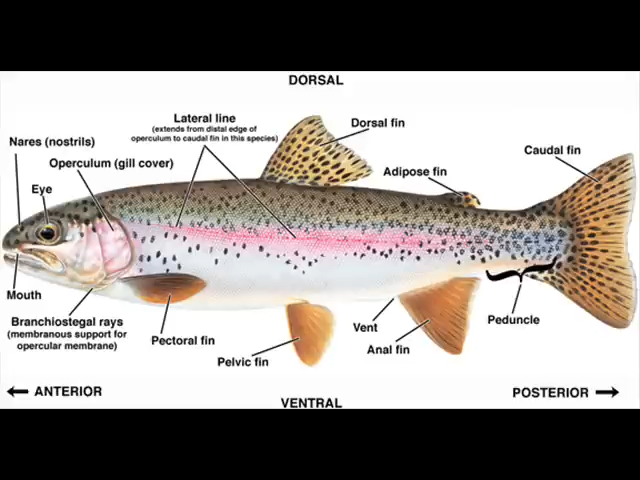 DORSAL
Lateral line
(extends from distal edge of
operculum to caudal fin in this species)
Dorsal fin
Nares (nostrils)
Operculum (gill cover)
Caudal fin
Adipose fin
Eye
Mouth
Branchiostegal rays
(membranous support for
opercular membrane)
Pectoral fin
Pelvic fin
Vent
Anal fin
Peduncle
ANTERIOR
POSTERIOR
VENTRAL